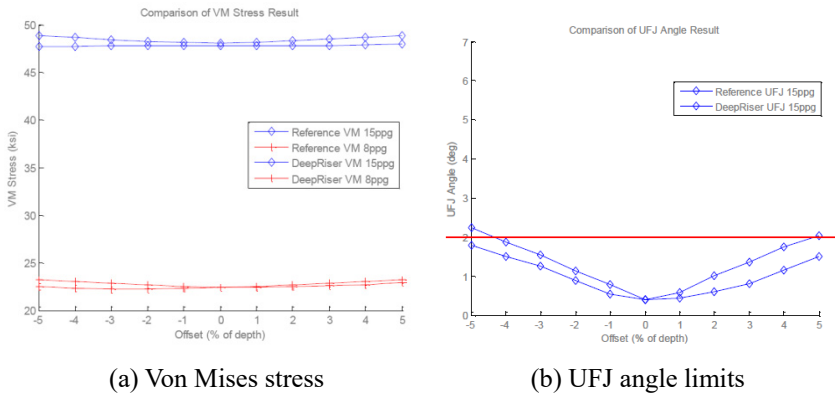 Comparison of VM Stress Result
50
45
40
35
30
25
20
VM Stress (ksi)
Reference VM 15ppg
Reference VM 8ppg
DeepRiser VM 15ppg
DeepRiser VM 8ppg
-5 -4 -3 -2 -1 0 1 2 3 4 5
Offset (% of depth)
(a) Von Mises stress
Comparison of UFJ Angle Result
7
6
5
4
3
2
1
0
UFJ Angle (deg)
Reference UFJ 15ppg
DeepRiser UFJ 15ppg
-5 -4 -3 -2 -1 0 1 2 3 4 5
Offset (% of depth)
(b) UFJ angle limits